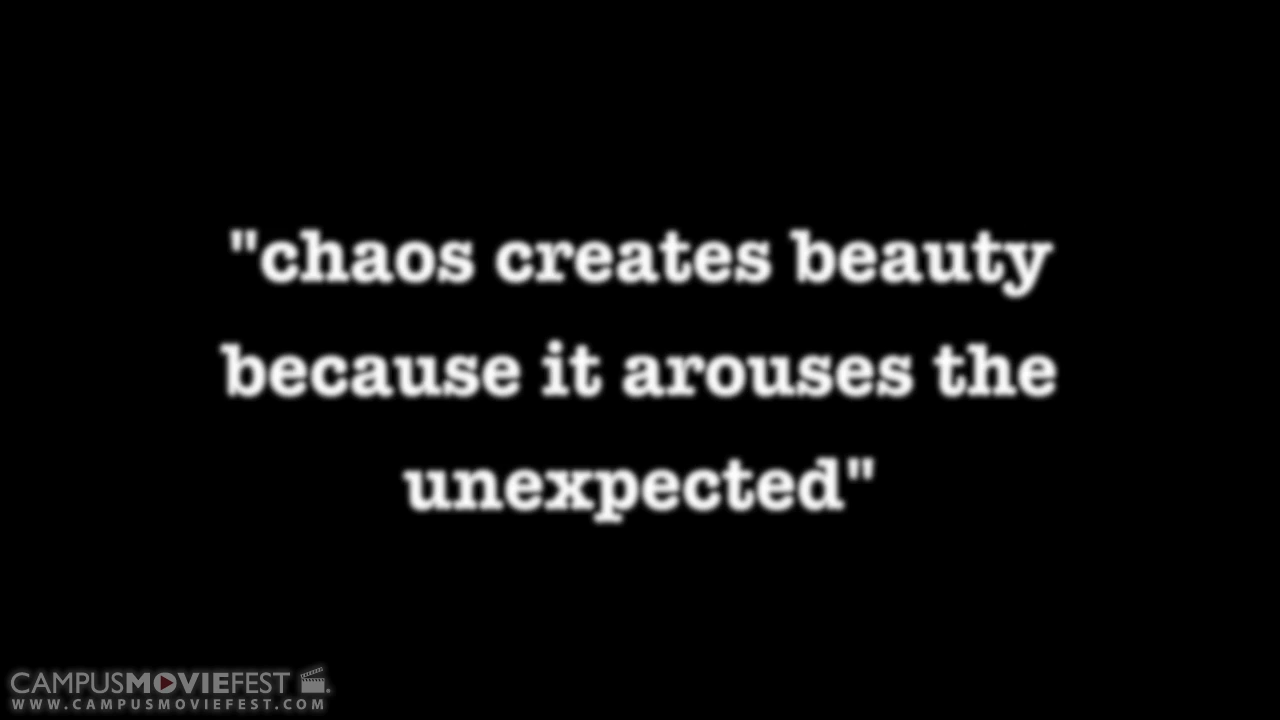 "chaos creates beauty
because it arouses the
unexpected"
CAMPUSMOVIEFEST
WWW.CAMPUSMOVIEFEST.COM